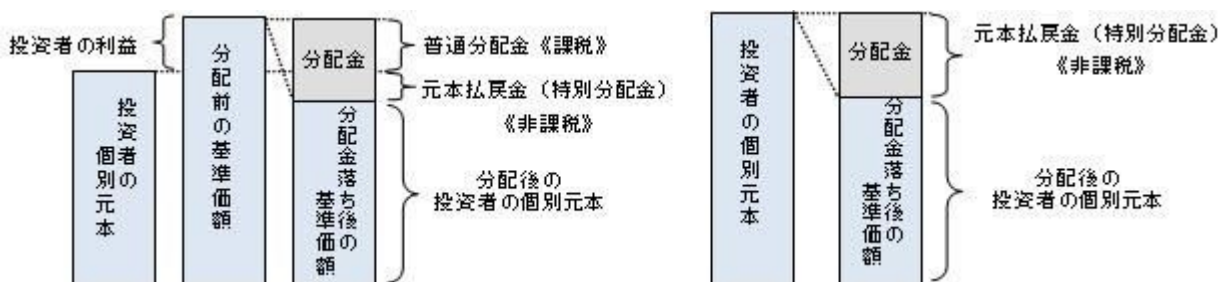 投資者の利益
投資者の
個別元本
分配前の基準価額
分配金
分配金落ち後の
基準価額
普通分配金《課税》
元本払戻金（特別分配金）
《非課税》
分配後の
投資者の個別元本
投資者の個別元本
分配金
分配金落ち後の
基準価額
元本払戻金（特別分配金）
《非課税》
分配後の
投資者の個別元本